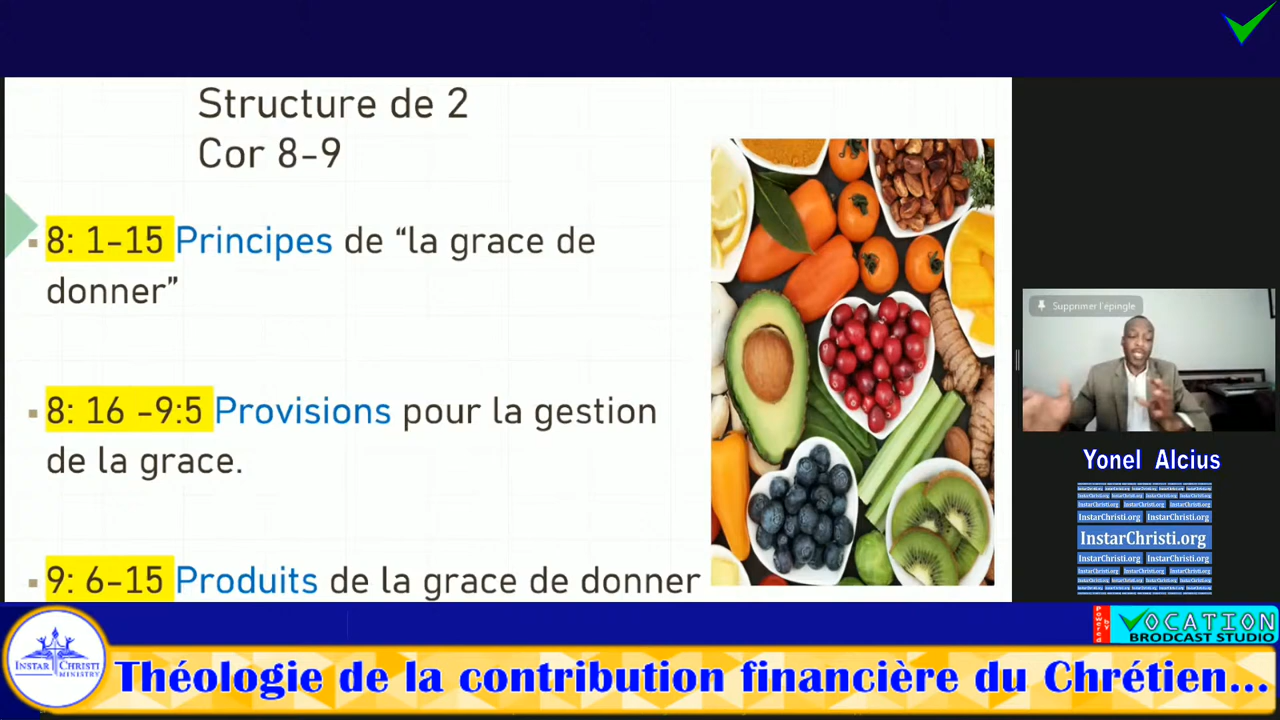 Structure de 2
Cor 8-9
8: 1-15 Principes de “la grace de
donner”
8: 16 -9:5 Provisions pour la gestion
de la grace.
9: 6-15 Produits de la grace de donner
Supprimer l'épingle
Yonel Alcius
InstarChristi.org InstarChristi.org
InstarChristi.org
InstarChristi.org InstarChristi.org
Powered by
VOCATION
BRODCAST STUDIO
INSTAR CHRISTI
MINISTRY
Théologie de la contribution financière du Chrétien...